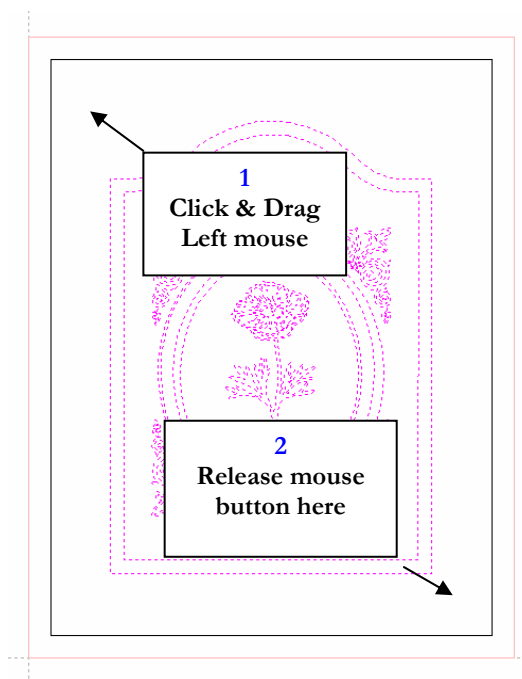 1
Click & Drag
Left mouse
2
Release mouse
button here